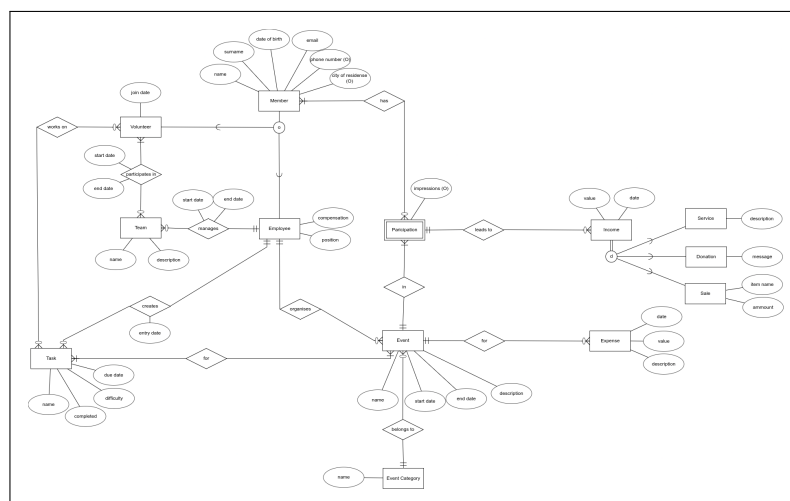 date of birth
email
surname
phone number (O)
name
city of residense (O)
Member
join date
works on
Volunteer
has
o
start date
participates in
end date
impressions (O)
value
date
Service
description
start date
end date
compensation
Team
manages
Employee
Paricipation
leads to
Income
position
d
Donation
message
name
description
item name
Sale
ammount
in
creates
organises
entry date
date
Event
for
Expense
value
Task
for
description
due date
name
difficulty
completed
name
start date
end date
description
belongs to
name
Event Category